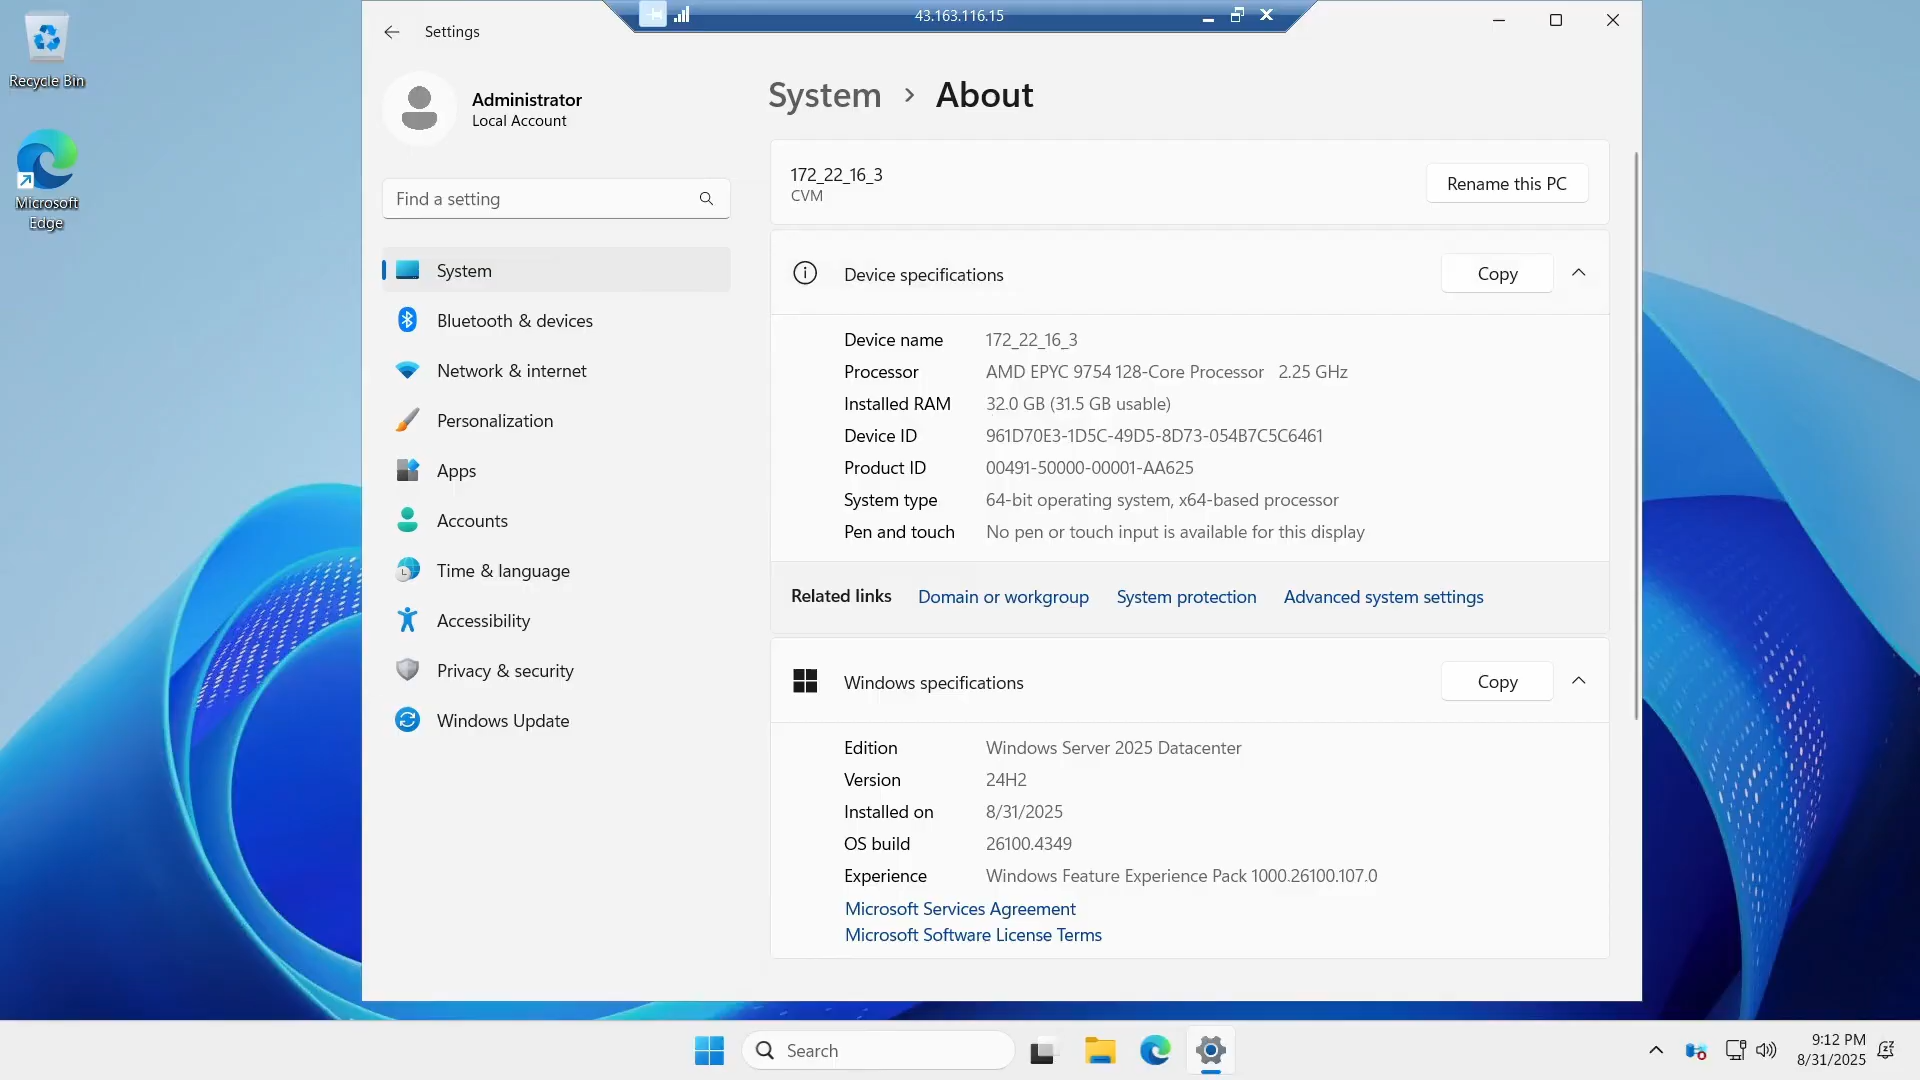 43.163.116.15
Recycle Bin
Microsoft
Edge
Settings
Administrator
Local Account
Find a setting
System
Bluetooth & devices
Network & internet
Personalization
Apps
Accounts
Time & language
Accessibility
Privacy & security
Windows Update
System > About
172_22_16_3
CVM
Rename this PC
Device specifications
Copy
Device name 172_22_16_3
Processor AMD EPYC 9754 128-Core Processor 2.25 GHz
Installed RAM 32.0 GB (31.5 GB usable)
Device ID 961D70E3-1D5C-49D5-8D73-054B7C5C6461
Product ID 00491-50000-00001-AA625
System type 64-bit operating system, x64-based processor
Pen and touch No pen or touch input is available for this display
Related links Domain or workgroup System protection Advanced system settings
Windows specifications
Copy
Edition Windows Server 2025 Datacenter
Version 24H2
Installed on 8/31/2025
OS build 26100.4349
Experience Windows Feature Experience Pack 1000.26100.107.0
Microsoft Services Agreement
Microsoft Software License Terms
Search
9:12 PM
8/31/2025